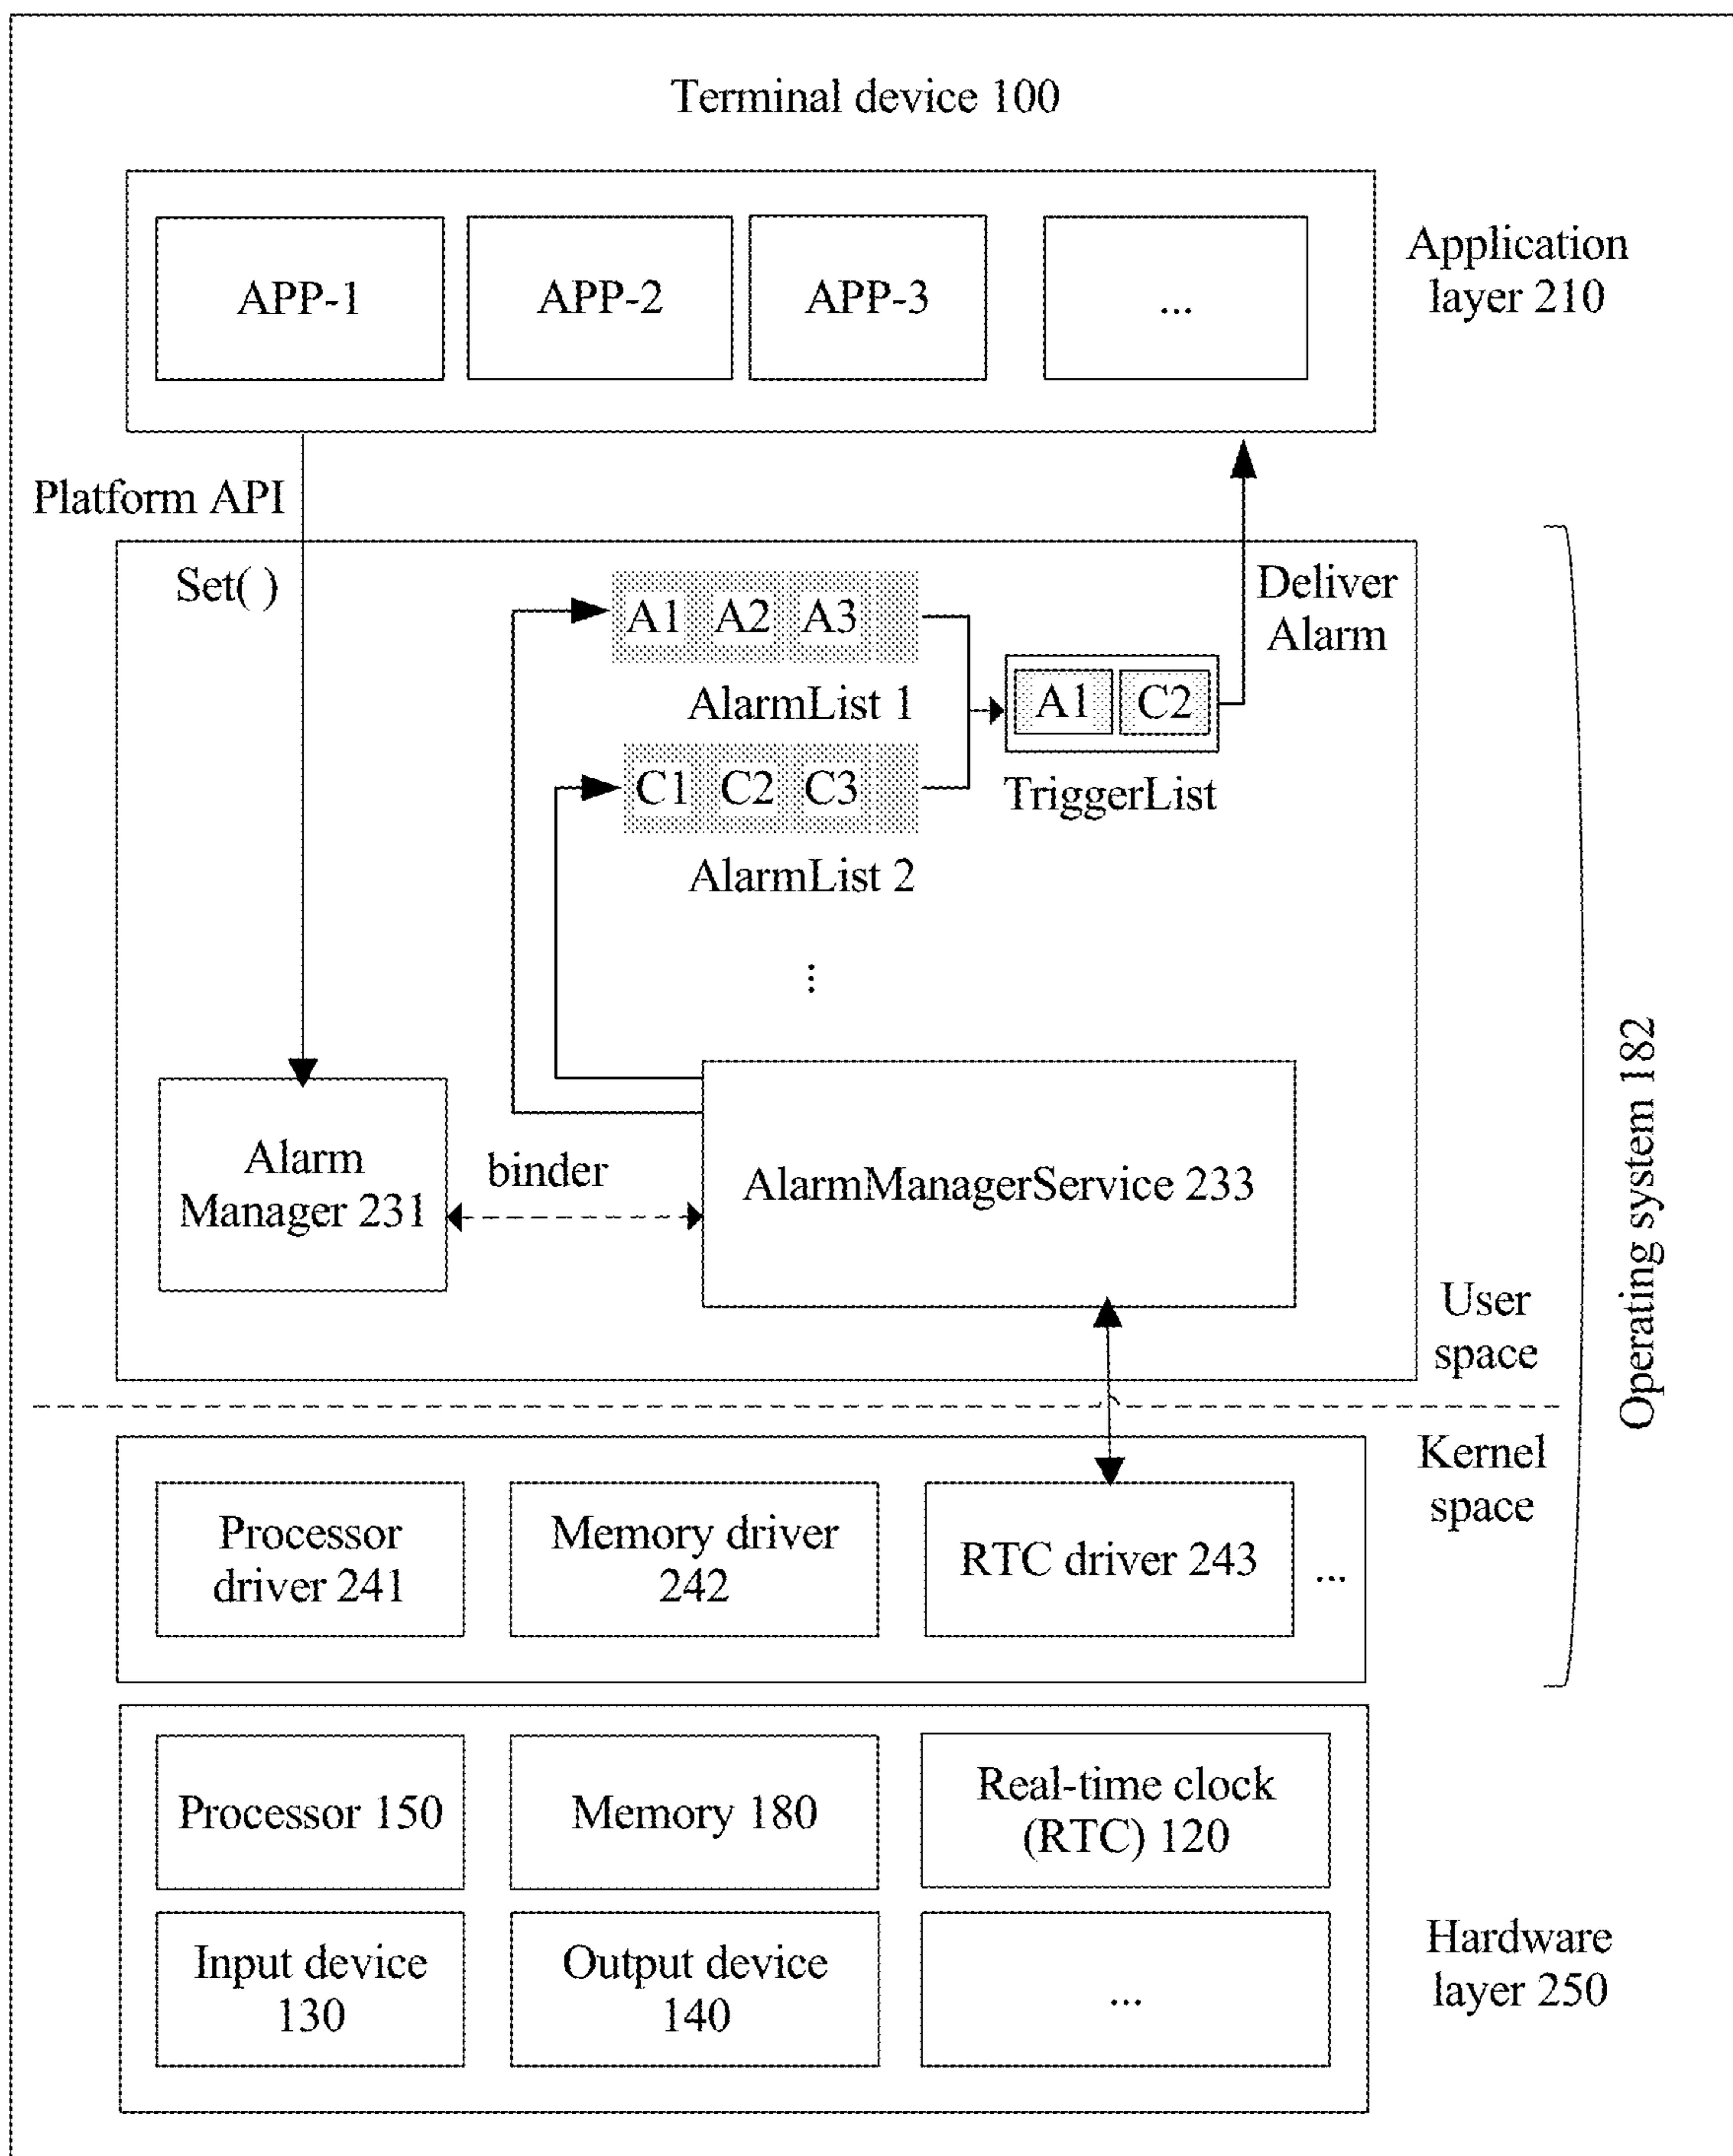 Terminal device 100
APP-1
APP-2
APP-3
...
Application
layer 210
Platform API
Set( )
A1 A2 A3
AlarmList 1
C1 C2 C3
AlarmList 2
...
A1 C2
TriggerList
Deliver
Alarm
Alarm
Manager 231
binder
AlarmManagerService 233
User
space
Operating system 182
Kernel
space
Processor
driver 241
Memory driver
242
RTC driver 243
...
Processor 150
Memory 180
Real-time clock
(RTC) 120
Input device
130
Output device
140
...
Hardware
layer 250